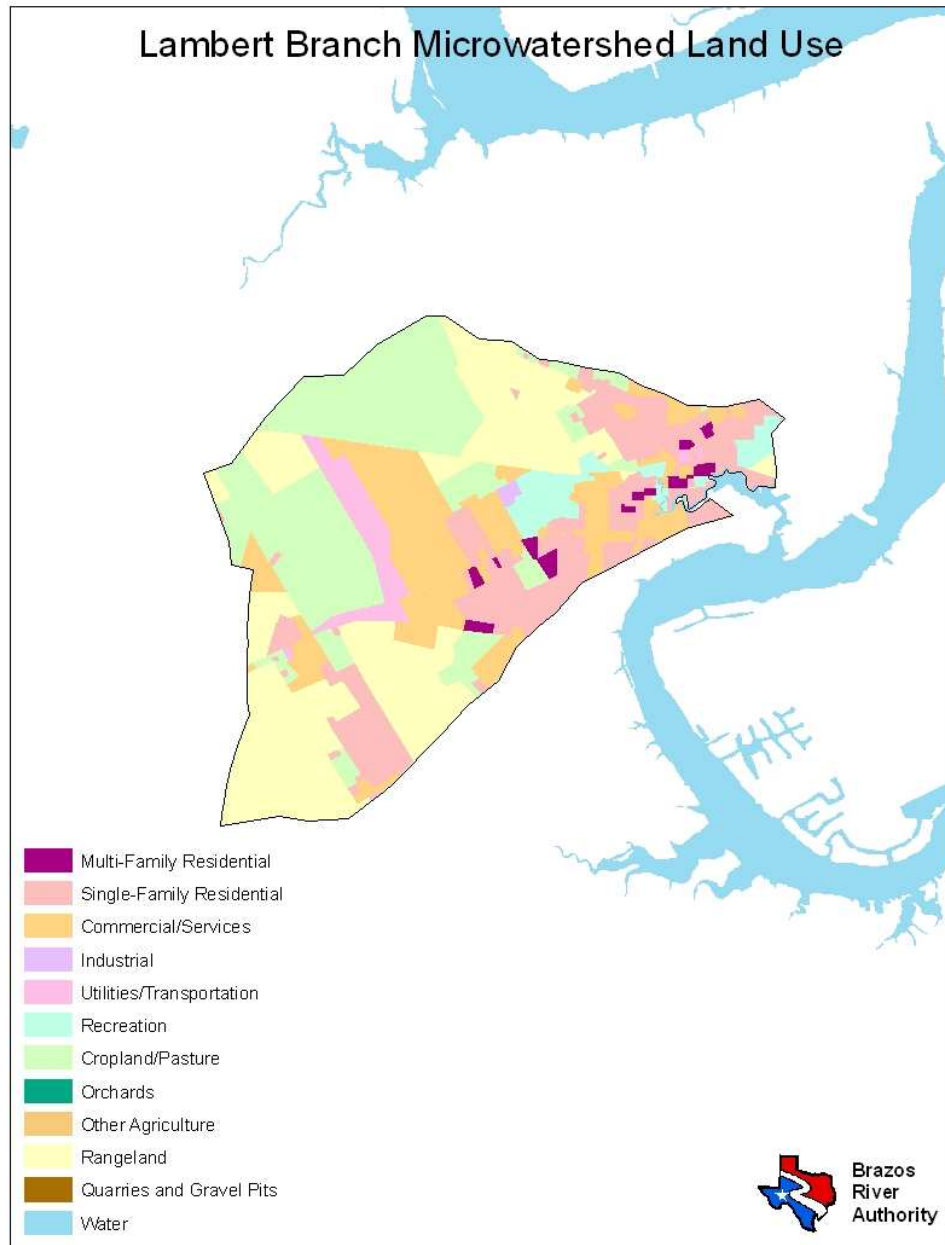 Lambert Branch Microwatershed Land Use
Multi-Family Residential
Single-Family Residential
Commercial/Services
Industrial
Utilities/Transportation
Recreation
Cropland/Pasture
Orchards
Other Agriculture
Rangeland
Quarries and Gravel Pits
Water
Brazos
River
Authority